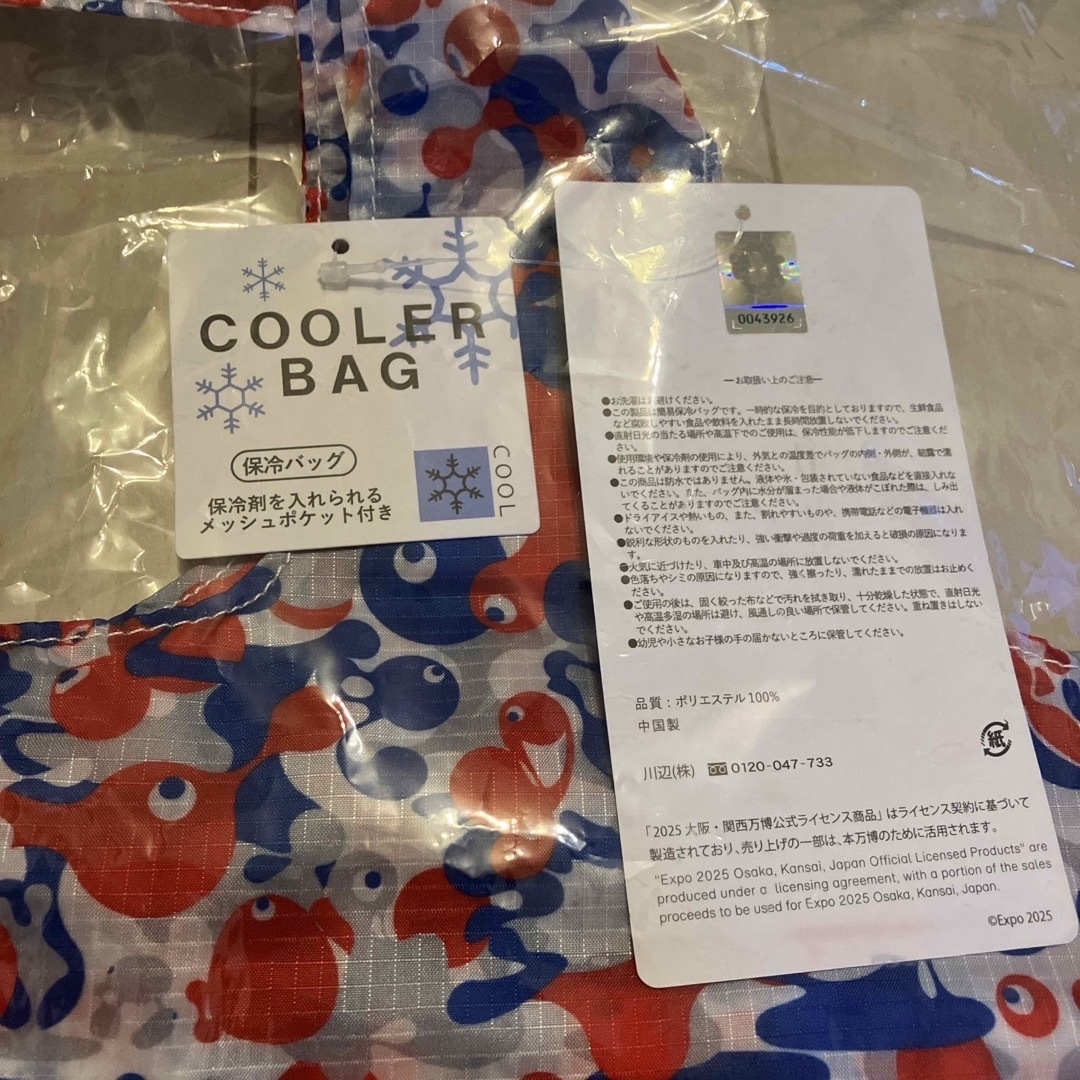 COOLER
BAG
保冷バッグ
保冷剤を入れられる
メッシュポケット付き
COOL
0043926
ーお取扱い上のご注意ー
●お洗濯はお避けください。
●この製品は簡易保冷バッグです。一時的な保冷を目的としておりますので、生鮮食品
など腐敗しやすい食品や飲料を入れたまま長時間放置しないでください。
●直射日光の当たる場所や高温下でのご使用は、保冷性能が低下しますのでご注意くだ
さい。
●使用環境や保冷剤の使用により、外気との温度差でバッグの内側・外側が、結露で濡
れることがありますのでご注意ください。
●この商品は防水ではありません。液体や氷・包装されていない食品などを直接入れな
いでください。また、バッグ内に水分が溜まった場合や液体がこぼれた際は、しみ出
てくることがありますのでご注意ください。
●ドライアイスや熱いもの、また、割れやすいものや、携帯電話などの電子機器は入れ
ないでください。
●鋭利な形状のものを入れたり、強い衝撃や過度の荷重を加えると破損の原因になりま
す。
●火気に近づけたり、車中及び高温の場所に放置しないでください。
●色落ちやシミの原因になりますので、強く擦ったり、濡れたままでの放置はお止めく
ださい。
●ご使用の後は、固く絞った布などで汚れを拭き取り、十分乾燥した状態で、直射日光
や高温多湿の場所は避け、風通しの良い場所で保管してください。重ね置きはしない
でください。
●幼児や小さなお子様の手の届かないところに保管してください。
品質：ポリエステル100%
中国製
紙
川辺(株) 0120-047-733
「2025 大阪・関西万博公式ライセンス商品」はライセンス契約に基づいて
製造されており、売り上げの一部は、本万博のために活用されます。
"Expo 2025 Osaka, Kansai, Japan Official Licensed Products" are
produced under a licensing agreement, with a portion of the sales
proceeds to be used for Expo 2025 Osaka, Kansai, Japan.
©Expo 2025